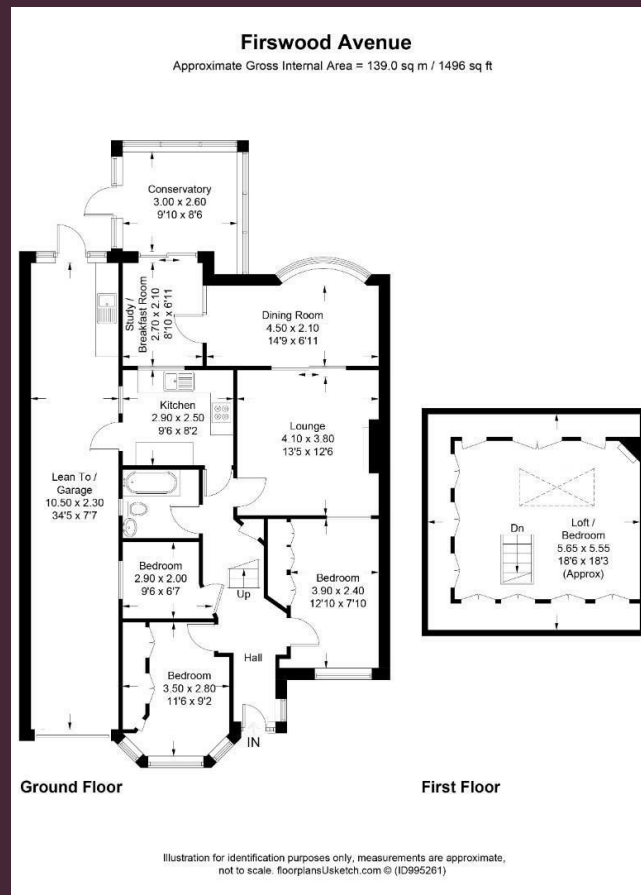 Firswood Avenue
Approximate Gross Internal Area = 139.0 sq m / 1496 sq ft
Conservatory
3.00 x 2.60
9'10 x 8'6
Study /
Breakfast Room
2.70 x 2.10
8'10 x 6'11
Dining Room
4.50 x 2.10
14'9 x 6'11
Kitchen
2.90 x 2.50
9'6 x 8'2
Lounge
4.10 x 3.80
13'5 x 12'6
Lean To /
Garage
10.50 x 2.30
34'5 x 7'7
Bedroom
2.90 x 2.00
9'6 x 6'7
Up
Bedroom
3.90 x 2.40
12'10 x 7'10
Hall
Bedroom
3.50 x 2.80
11'6 x 9'2
IN
Dn
Loft /
Bedroom
5.65 x 5.55
18'6 x 18'3
(Approx)
Ground Floor
First Floor
Illustration for identification purposes only, measurements are approximate,
not to scale. floorplansUsketch.com © (ID995261)